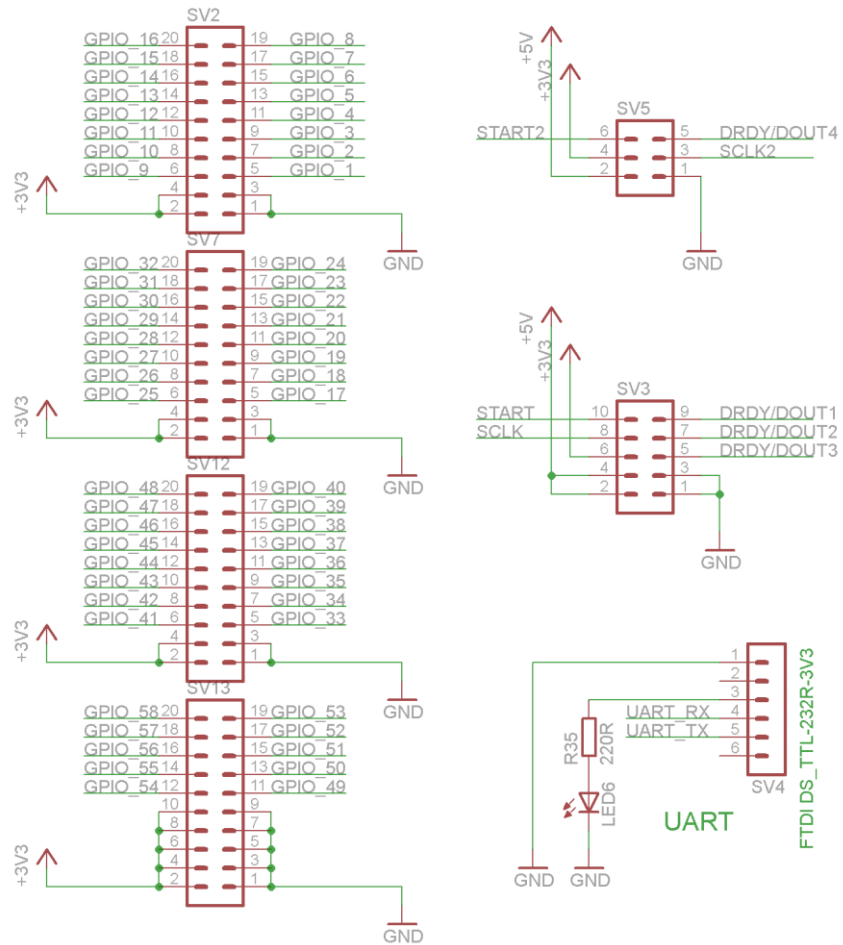 SV2
GPIO_16 20 19 GPIO_8
GPIO_15 18 17 GPIO_7
GPIO_14 16 15 GPIO_6
GPIO_13 14 13 GPIO_5
GPIO_12 12 11 GPIO_4
GPIO_11 10 9 GPIO_3
GPIO_10 8 7 GPIO_2
GPIO_9 6 5 GPIO_1
4 3
+3V3 2 1
GND
SV7
GPIO_32 20 19 GPIO_24
GPIO_31 18 17 GPIO_23
GPIO_30 16 15 GPIO_22
GPIO_29 14 13 GPIO_21
GPIO_28 12 11 GPIO_20
GPIO_27 10 9 GPIO_19
GPIO_26 8 7 GPIO_18
GPIO_25 6 5 GPIO_17
4 3
+3V3 2 1
GND
SV12
GPIO_48 20 19 GPIO_40
GPIO_47 18 17 GPIO_39
GPIO_46 16 15 GPIO_38
GPIO_45 14 13 GPIO_37
GPIO_44 12 11 GPIO_36
GPIO_43 10 9 GPIO_35
GPIO_42 8 7 GPIO_34
GPIO_41 6 5 GPIO_33
4 3
+3V3 2 1
GND
SV13
GPIO_58 20 19 GPIO_53
GPIO_57 18 17 GPIO_52
GPIO_56 16 15 GPIO_51
GPIO_55 14 13 GPIO_50
GPIO_54 12 11 GPIO_49
10 9
8 7
6 5
4 3
+3V3 2 1
GND
+5V
+3V3
SV5
START2 6 5 DRDY/DOUT4
4 3 SCLK2
2 1
GND
+5V
+3V3
SV3
START 10 9 DRDY/DOUT1
SCLK 8 7 DRDY/DOUT2
6 5 DRDY/DOUT3
4 3
2 1
GND
1
2
3
UART_RX 4
UART_TX 5
6
SV4
FTDI DS_TTL-232R-3V3
R35
220R
LED6
UART
GND
GND